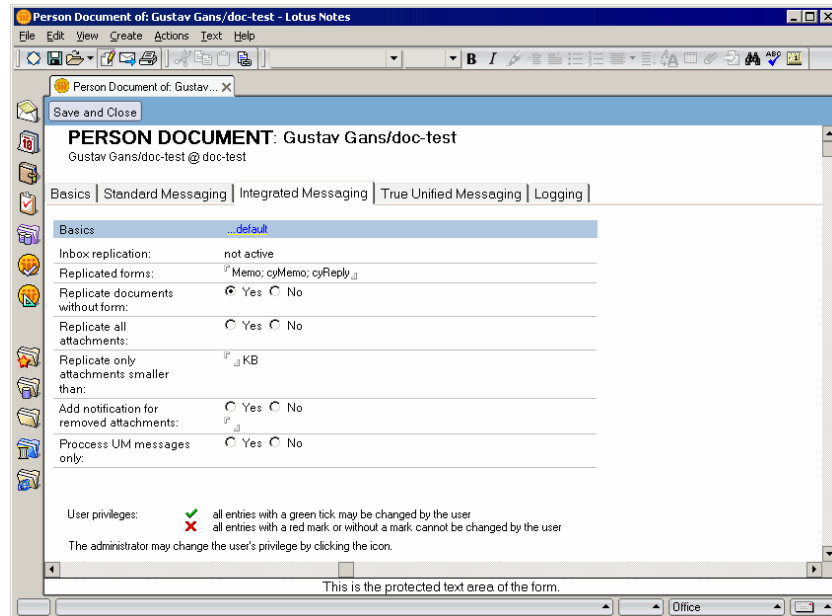 Person Document of: Gustav Gans/doc-test - Lotus Notes
File Edit View Create Actions Text Help
B I
Person Document of: Gustav... X
Save and Close
PERSON DOCUMENT: Gustav Gans/doc-test
Gustav Gans/doc-test @ doc-test
Basics Standard Messaging Integrated Messaging True Unified Messaging Logging
Basics ...default
Inbox replication: not active
Replicated forms: Memo; cyMemo; cyReply
Replicate documents Yes No
without form:
Replicate all Yes No
attachments:
Replicate only KB
attachments smaller
than:
Add notification for Yes No
removed attachments:
Proccess UM messages Yes No
only:
User privileges: all entries with a green tick may be changed by the user
all entries with a red mark or without a mark cannot be changed by the user
The administrator may change the user's privilege by clicking the icon.
This is the protected text area of the form.
Office